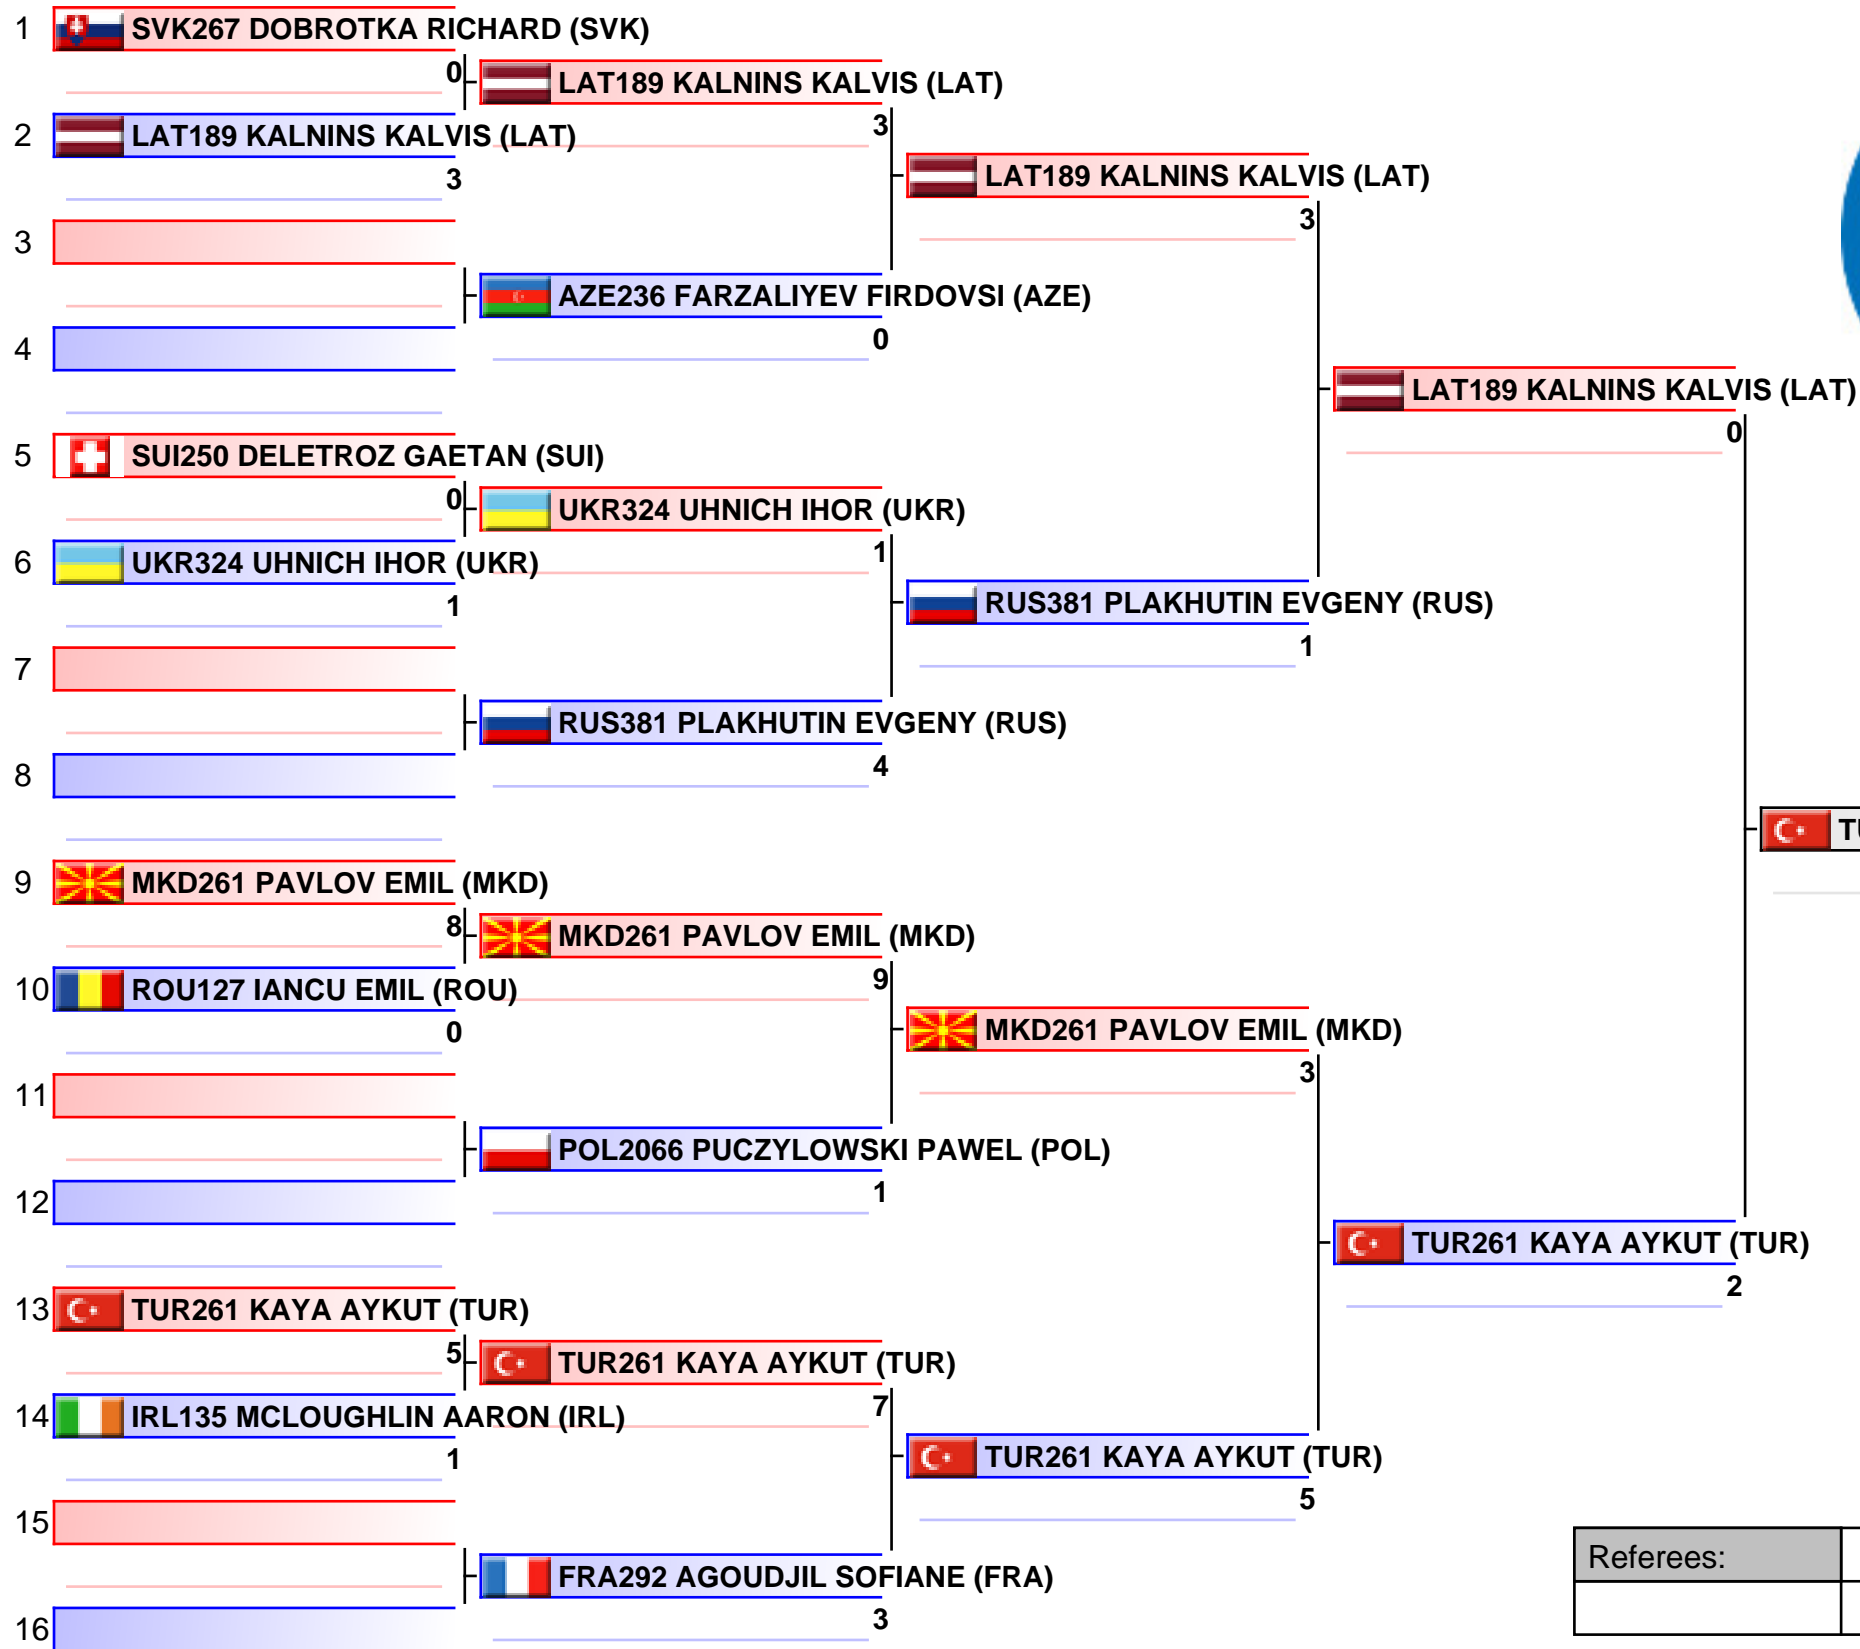 1 SVK267 DOBROTKA RICHARD (SVK)
0
LAT189 KALNINS KALVIS (LAT)
3
2 LAT189 KALNINS KALVIS (LAT)
3
LAT189 KALNINS KALVIS (LAT)
3
3
AZE236 FARZALIYEV FIRDOVSI (AZE)
0
4
LAT189 KALNINS KALVIS (LAT)
0
5 SUI250 DELETROZ GAETAN (SUI)
0
UKR324 UHNICH IHOR (UKR)
1
6 UKR324 UHNICH IHOR (UKR)
1
RUS381 PLAKHUTIN EVGENY (RUS)
1
7
RUS381 PLAKHUTIN EVGENY (RUS)
4
8
9 MKD261 PAVLOV EMIL (MKD)
8
MKD261 PAVLOV EMIL (MKD)
9
10 ROU127 IANCU EMIL (ROU)
0
MKD261 PAVLOV EMIL (MKD)
3
11
POL2066 PUCZYLOWSKI PAWEL (POL)
1
12
TUR261 KAYA AYKUT (TUR)
2
13 TUR261 KAYA AYKUT (TUR)
5
TUR261 KAYA AYKUT (TUR)
7
14 IRL135 MCLOUGHLIN AARON (IRL)
1
TUR261 KAYA AYKUT (TUR)
5
15
FRA292 AGOUDJIL SOFIANE (FRA)
3
16
Referees: